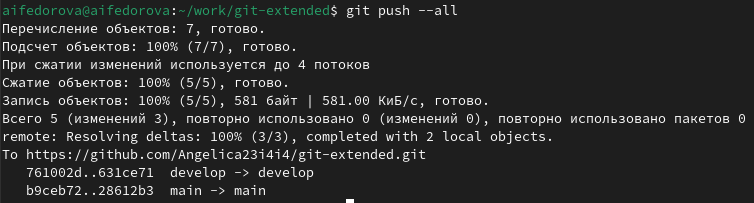 aifedorova@aifedorova:~/work/git-extended$ git push --all
Перечисление объектов: 7, готово.
Подсчет объектов: 100% (7/7), готово.
При сжатии изменений используется до 4 потоков
Сжатие объектов: 100% (5/5), готово.
Запись объектов: 100% (5/5), 581 байт | 581.00 КиБ/с, готово.
Всего 5 (изменений 3), повторно использовано 0 (изменений 0), повторно использовано пакетов 0
remote: Resolving deltas: 100% (3/3), completed with 2 local objects.
To https://github.com/Angelica23i4i4/git-extended.git
   761002d..631ce71  develop -> develop
   b9ceb72..28612b3  main -> main